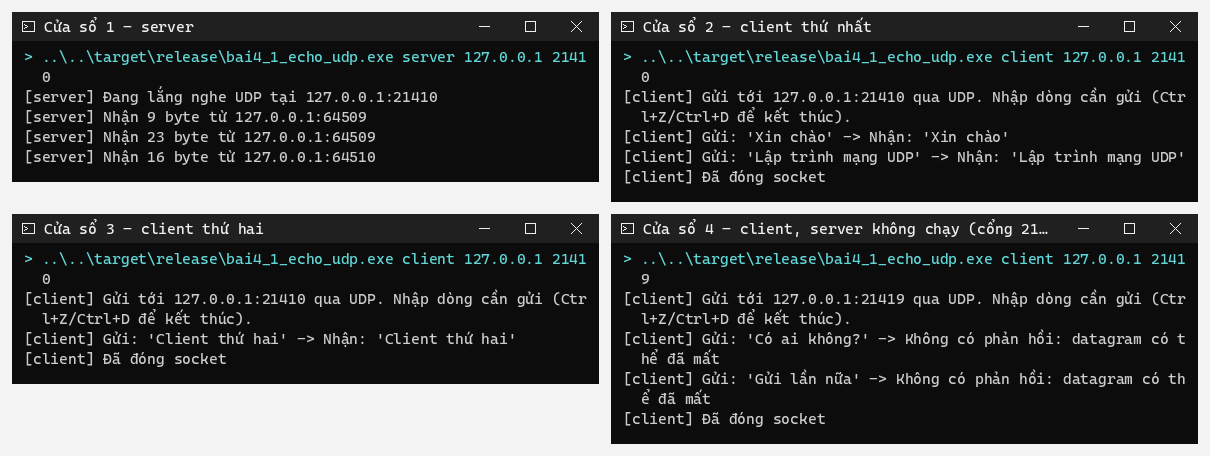 Cửa sổ 1 — server
> ..\..\target\release\bai4_1_echo_udp.exe server 127.0.0.1 2141
0
[server] Đang lắng nghe UDP tại 127.0.0.1:21410
[server] Nhận 9 byte từ 127.0.0.1:64509
[server] Nhận 23 byte từ 127.0.0.1:64509
[server] Nhận 16 byte từ 127.0.0.1:64510
Cửa sổ 2 — client thứ nhất
> ..\..\target\release\bai4_1_echo_udp.exe client 127.0.0.1 2141
0
[client] Gửi tới 127.0.0.1:21410 qua UDP. Nhập dòng cần gửi (Ctr
l+Z/Ctrl+D để kết thúc).
[client] Gửi: 'Xin chào' -> Nhận: 'Xin chào'
[client] Gửi: 'Lập trình mạng UDP' -> Nhận: 'Lập trình mạng UDP'
[client] Đã đóng socket
Cửa sổ 3 — client thứ hai
> ..\..\target\release\bai4_1_echo_udp.exe client 127.0.0.1 2141
0
[client] Gửi tới 127.0.0.1:21410 qua UDP. Nhập dòng cần gửi (Ctr
l+Z/Ctrl+D để kết thúc).
[client] Gửi: 'Client thứ hai' -> Nhận: 'Client thứ hai'
[client] Đã đóng socket
Cửa sổ 4 — client, server không chạy (cổng 21…
> ..\..\target\release\bai4_1_echo_udp.exe client 127.0.0.1 2141
9
[client] Gửi tới 127.0.0.1:21419 qua UDP. Nhập dòng cần gửi (Ctr
l+Z/Ctrl+D để kết thúc).
[client] Gửi: 'Có ai không?' -> Không có phản hồi: datagram có t
hể đã mất
[client] Gửi: 'Gửi lần nữa' -> Không có phản hồi: datagram có th
ể đã mất
[client] Đã đóng socket